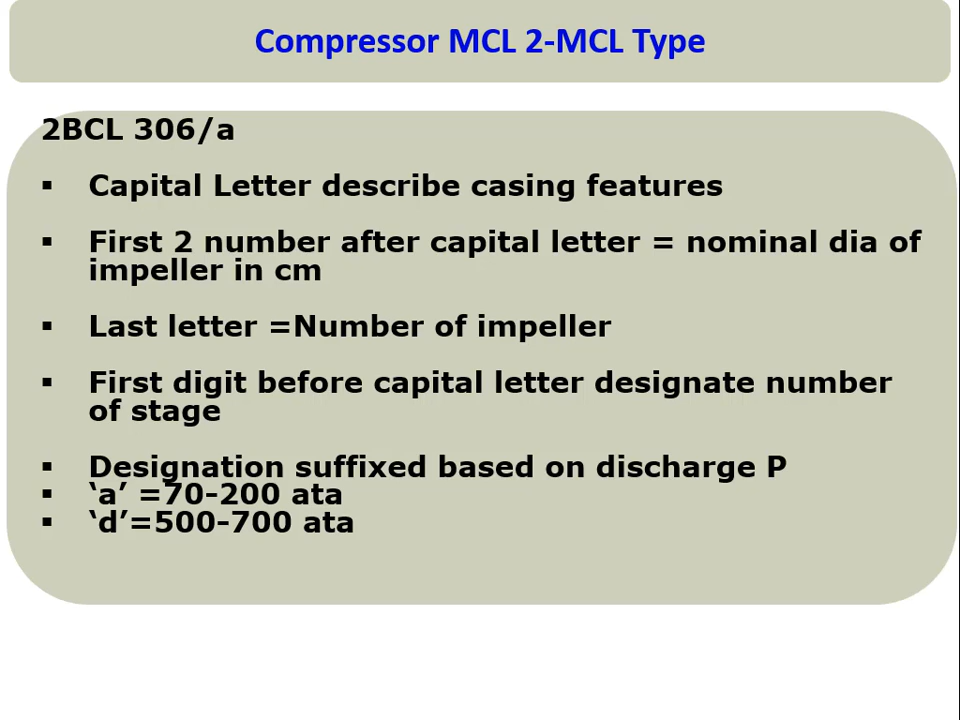 Compressor MCL 2-MCL Type
2BCL 306/a
▪ Capital Letter describe casing features
▪ First 2 number after capital letter = nominal dia of
impeller in cm
▪ Last letter =Number of impeller
▪ First digit before capital letter designate number
of stage
▪ Designation suffixed based on discharge P
▪ ‘a’ =70–200 ata
▪ ‘d’=500–700 ata